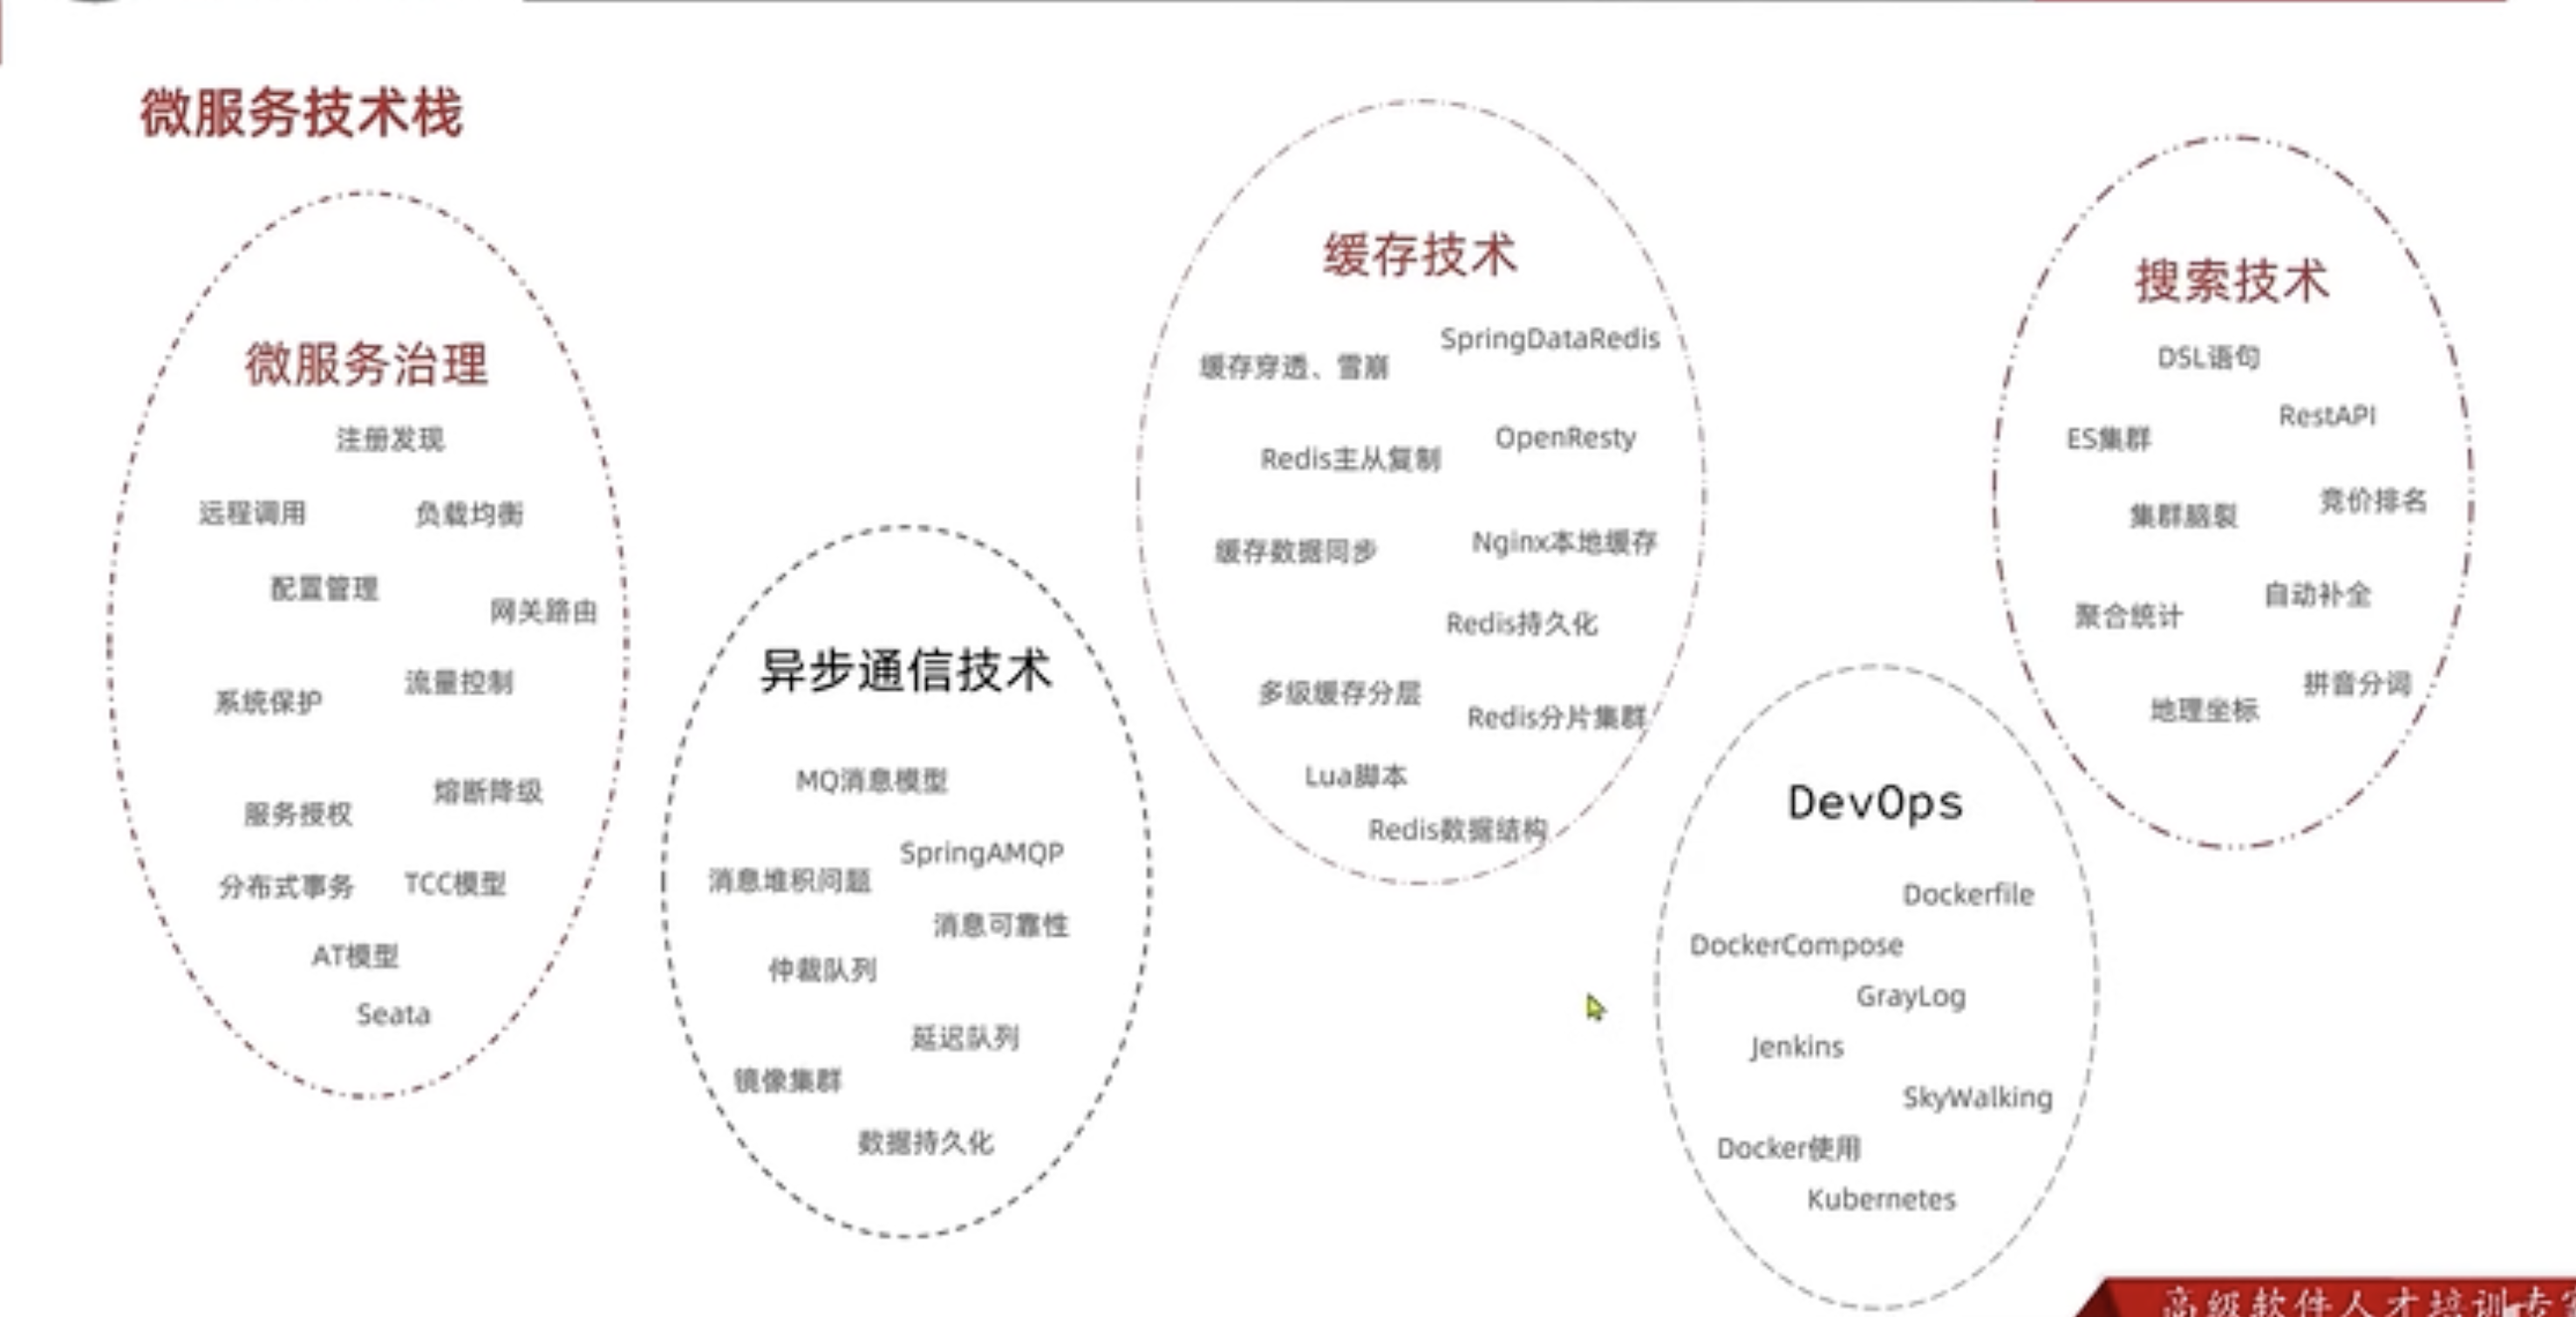 微服务技术栈
微服务治理
注册发现
远程调用
负载均衡
配置管理
网关路由
流量控制
系统保护
熔断降级
服务授权
分布式事务
TCC模型
AT模型
Seata
异步通信技术
MQ消息模型
SpringAMQP
消息堆积问题
消息可靠性
仲裁队列
延迟队列
镜像集群
数据持久化
缓存技术
SpringDataRedis
缓存穿透、雪崩
OpenResty
Redis主从复制
Nginx本地缓存
缓存数据同步
Redis持久化
多级缓存分层
Redis分片集群
Lua脚本
Redis数据结构
DevOps
Dockerfile
DockerCompose
GrayLog
Jenkins
SkyWalking
Docker使用
Kubernetes
搜索技术
DSL语句
RestAPI
ES集群
竞价排名
集群脑裂
自动补全
聚合统计
拼音分词
地理坐标
高级软件人才培训专家